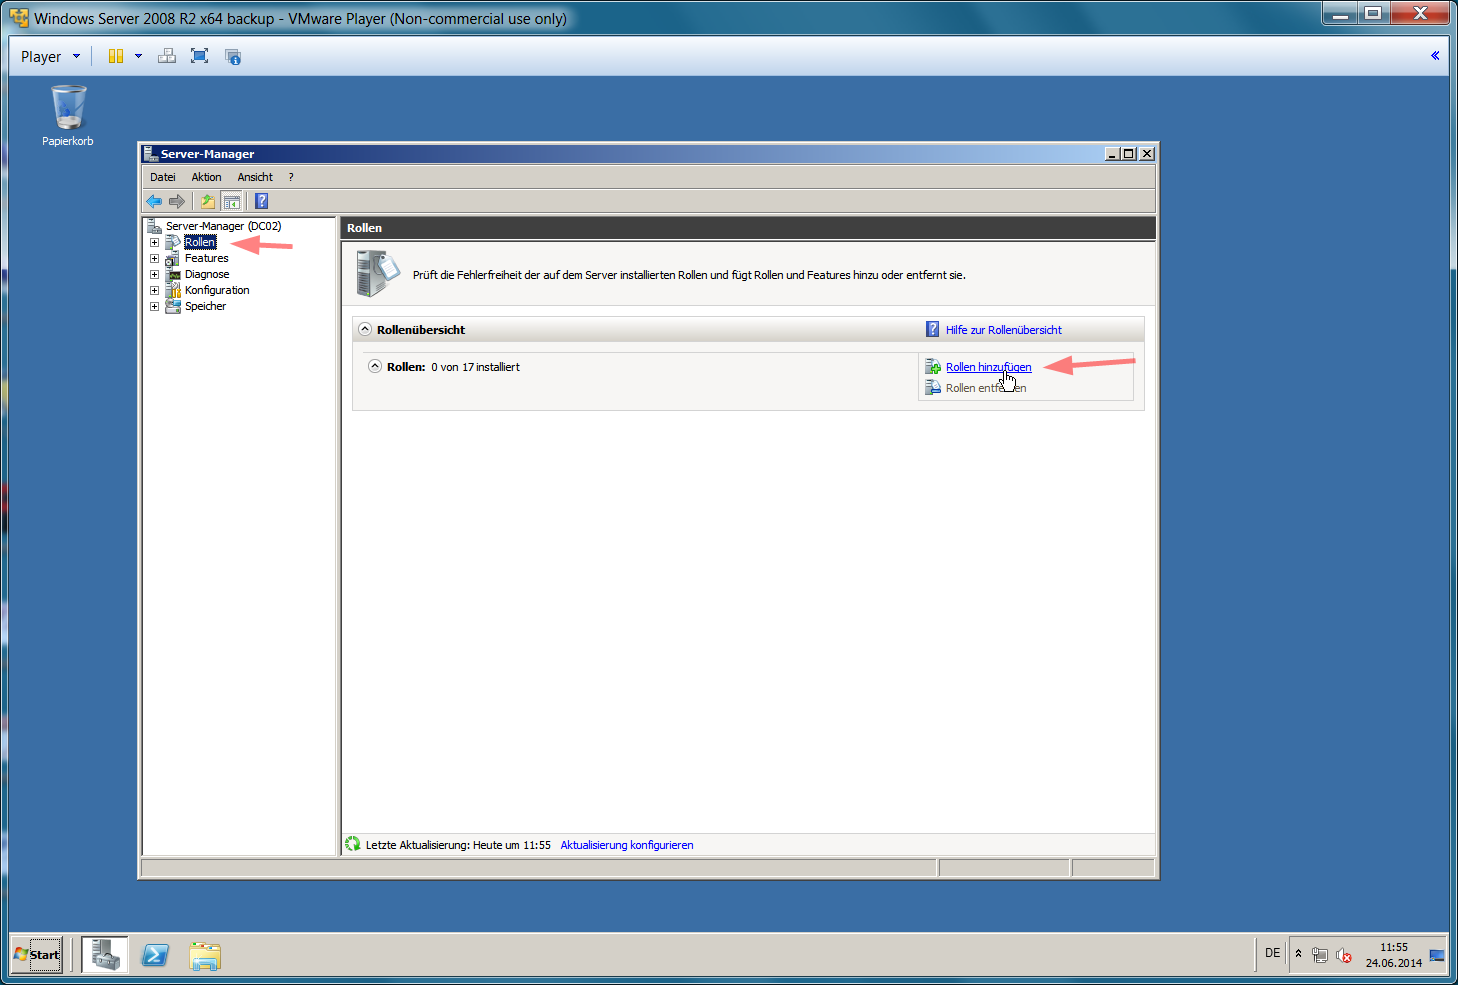 Windows Server 2008 R2 x64 backup - VMware Player (Non-commercial use only)
Player
Papierkorb
Server-Manager
Datei Aktion Ansicht ?
Server-Manager (DC02)
Rollen
Features
Diagnose
Konfiguration
Speicher
Rollen
Prüft die Fehlerfreiheit der auf dem Server installierten Rollen und fügt Rollen und Features hinzu oder entfernt sie.
Rollenübersicht
Hilfe zur Rollenübersicht
Rollen: 0 von 17 installiert
Rollen hinzufügen
Rollen entfernen
Letzte Aktualisierung: Heute um 11:55 Aktualisierung konfigurieren
Start
DE
11:55
24.06.2014